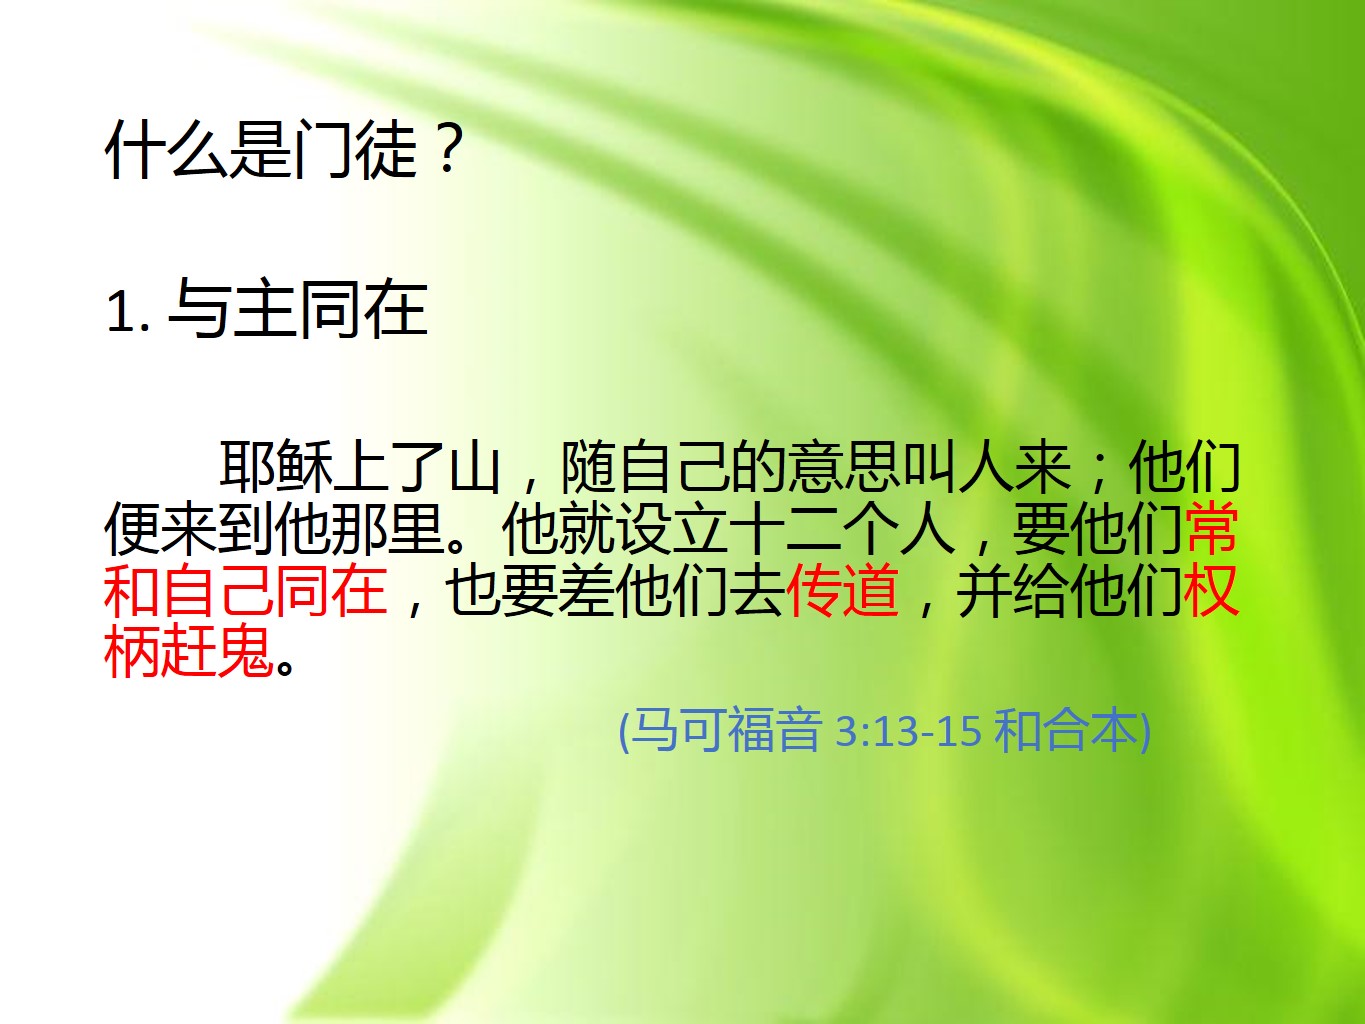 什么是门徒？
1. 与主同在
耶稣上了山，随自己的意思叫人来；他们
便来到他那里。他就设立十二个人，要他们常
和自己同在，也要差他们去传道，并给他们权
柄赶鬼。
(马可福音 3:13-15 和合本)